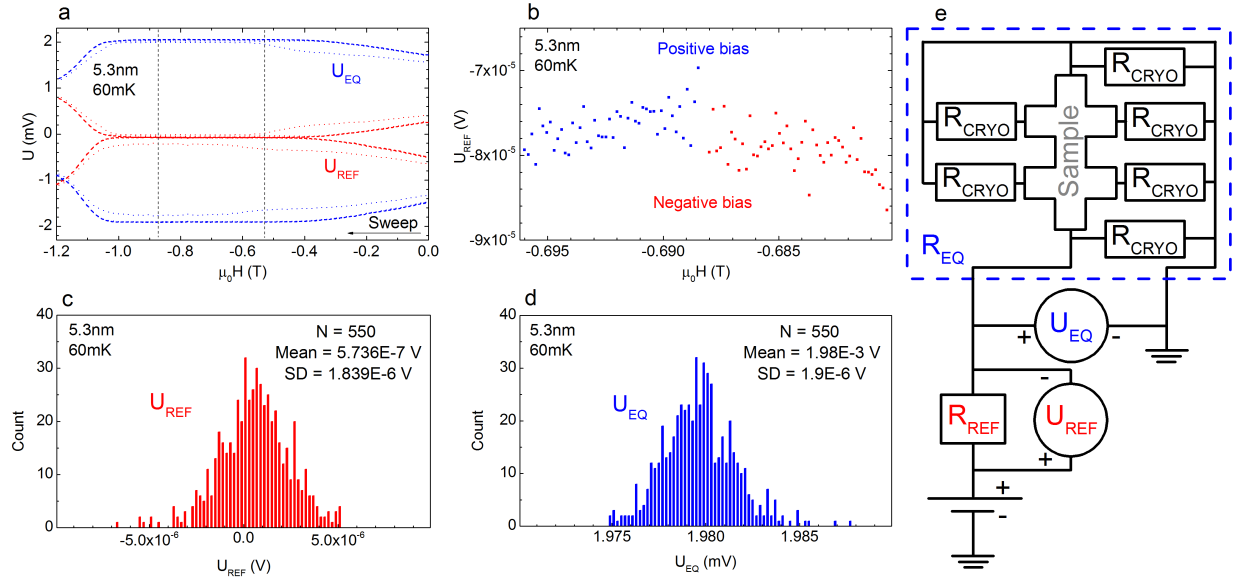 a
5.3nm
60mK
U_EQ
U_REF
Sweep
U (mV)
2
1
0
-1
-2
-1.2
-1.0
-0.8
-0.6
-0.4
-0.2
0.0
μ₀H (T)
b
5.3nm
60mK
Positive bias
Negative bias
U_REF (V)
-7x10⁻⁵
-8x10⁻⁵
-9x10⁻⁵
-0.695
-0.690
-0.685
μ₀H (T)
c
5.3nm
60mK
N = 550
Mean = 5.736E-7 V
SD = 1.839E-6 V
U_REF
Count
40
30
20
10
0
-5.0x10⁻⁶
0.0
5.0x10⁻⁶
U_REF (V)
d
5.3nm
60mK
N = 550
Mean = 1.98E-3 V
SD = 1.9E-6 V
U_EQ
Count
40
30
20
10
0
1.975
1.980
1.985
U_EQ (mV)
e
R_CRYO
R_CRYO
R_CRYO
Sample
R_CRYO
R_CRYO
R_CRYO
R_EQ
+
U_EQ
-
-
R_REF
U_REF
+
+
-